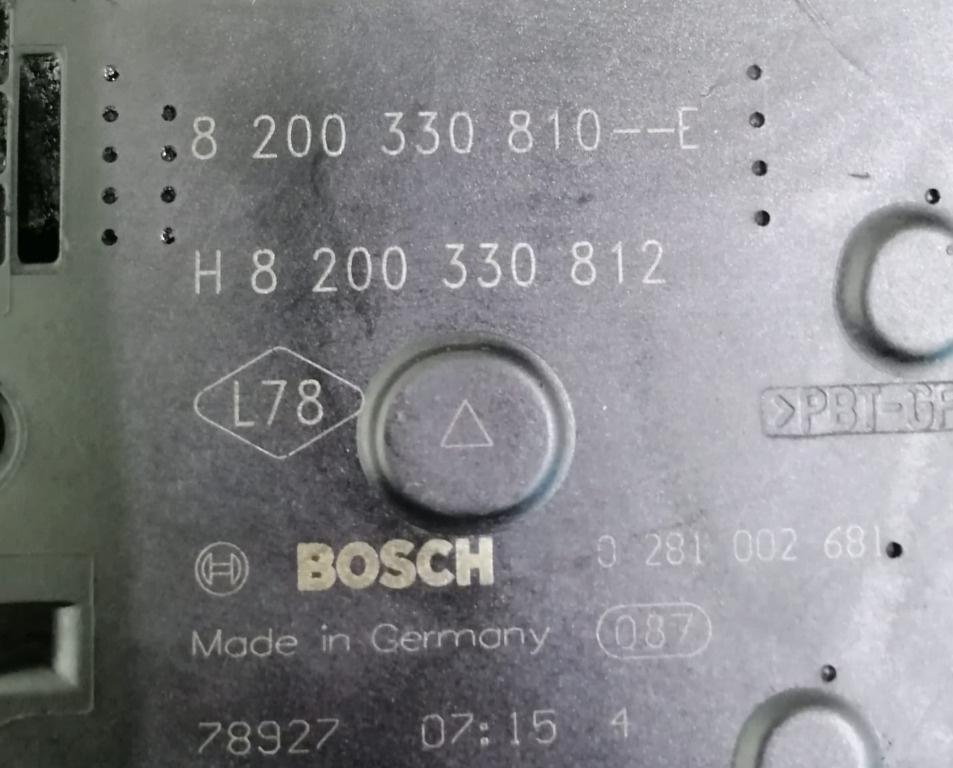 8 200 330 810--E
H 8 200 330 812
L78
>PBT-GF
BOSCH 0 281 002 681
Made in Germany 087
78927 07:15 4